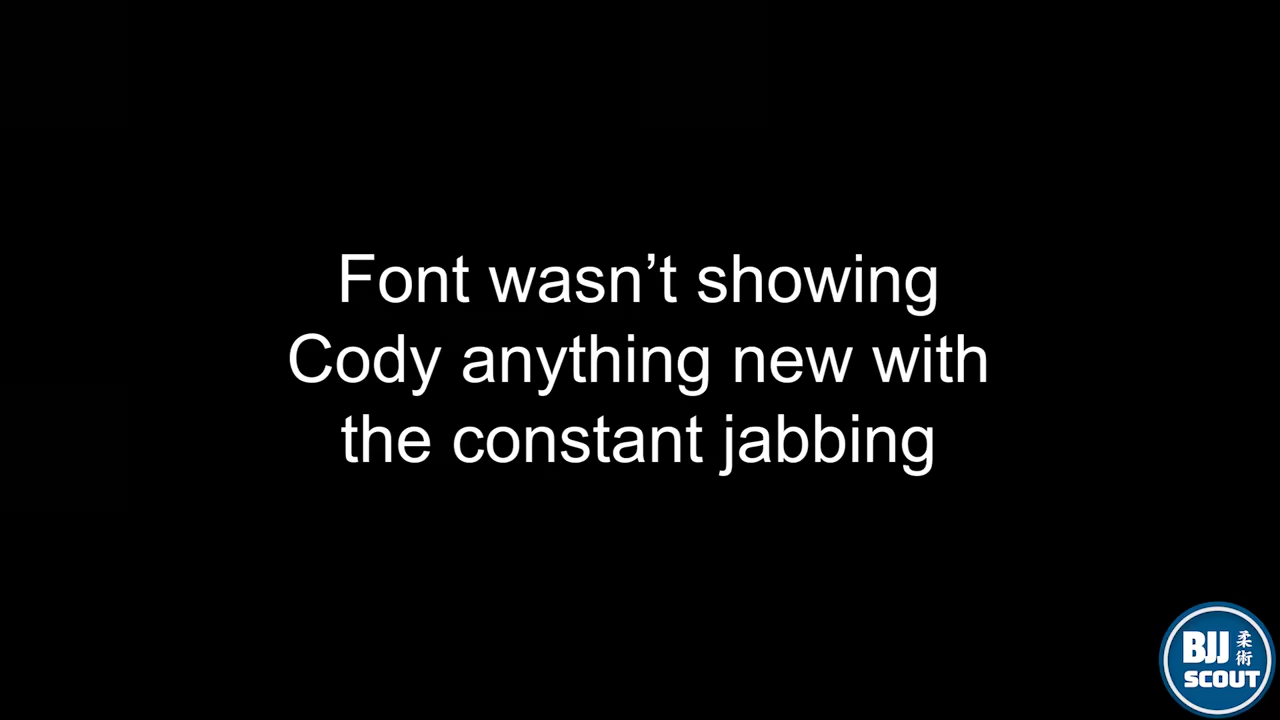 Font wasn’t showing
Cody anything new with
the constant jabbing
BJJ 柔術
SCOUT